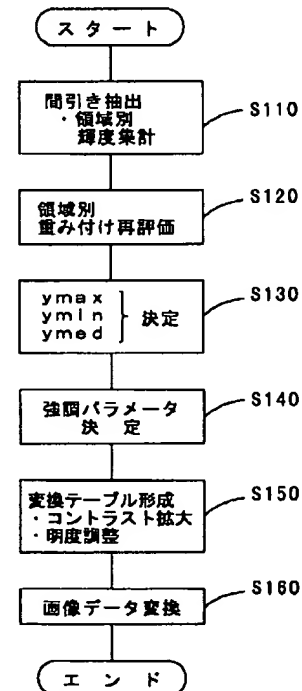 スタート
間引き抽出
・領域別
輝度集計
S110
領域別
重み付け再評価
S120
ymax
ymin
ymed
決定
S130
強調パラメータ
決定
S140
変換テーブル形成
・コントラスト拡大
・明度調整
S150
画像データ変換
S160
エンド